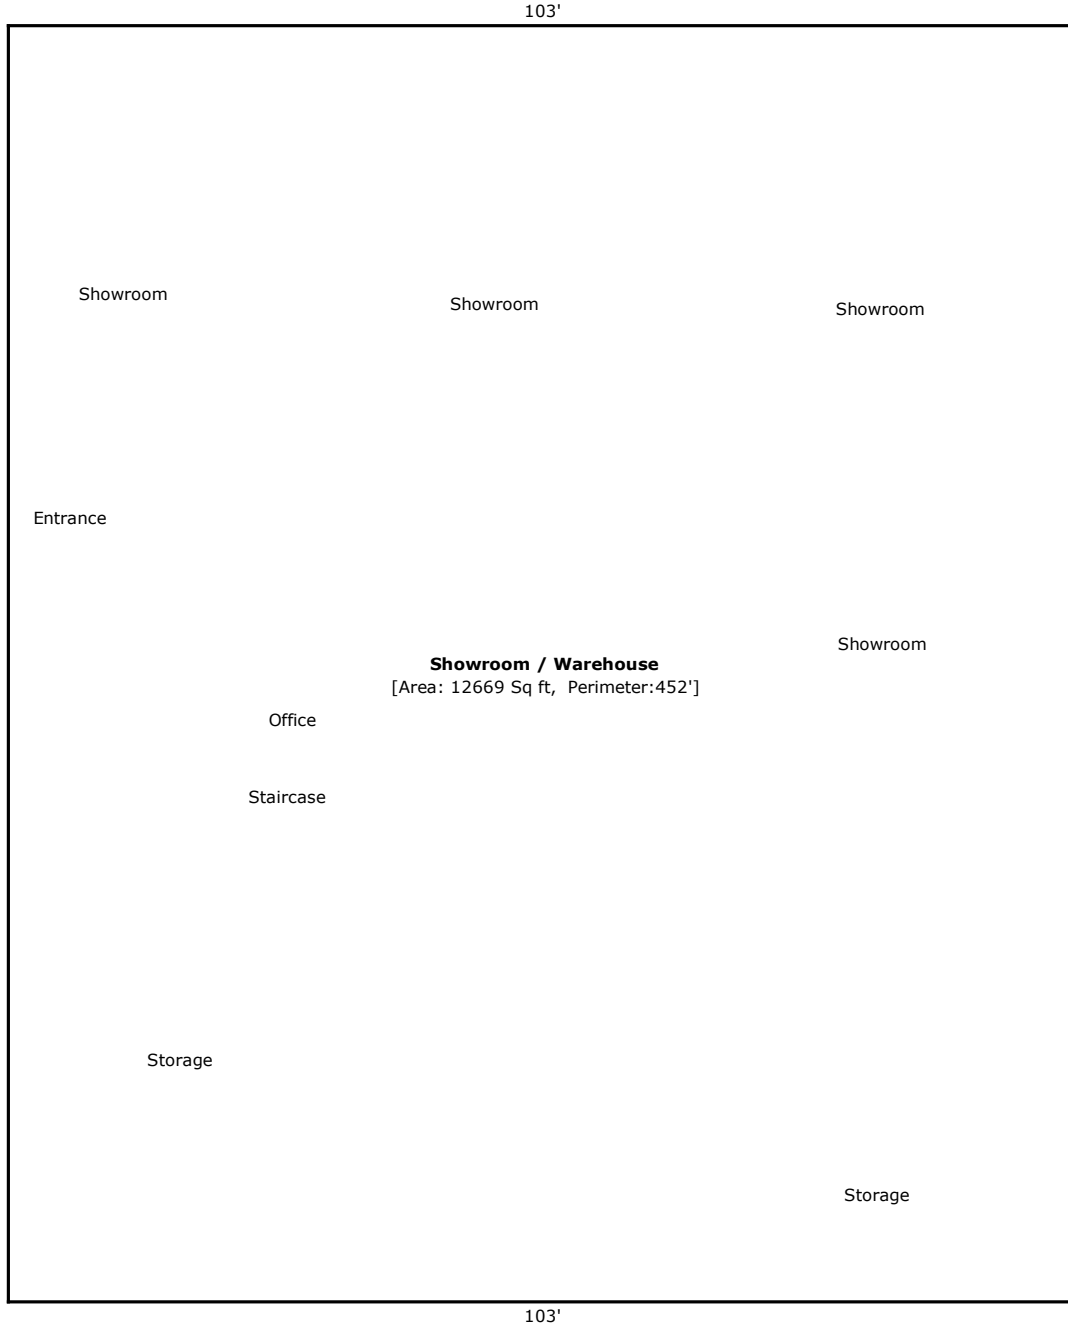 103'
Showroom
Showroom
Showroom
Entrance
Showroom
Showroom / Warehouse
[Area: 12669 Sq ft,  Perimeter:452']
Office
Staircase
Storage
Storage
103'